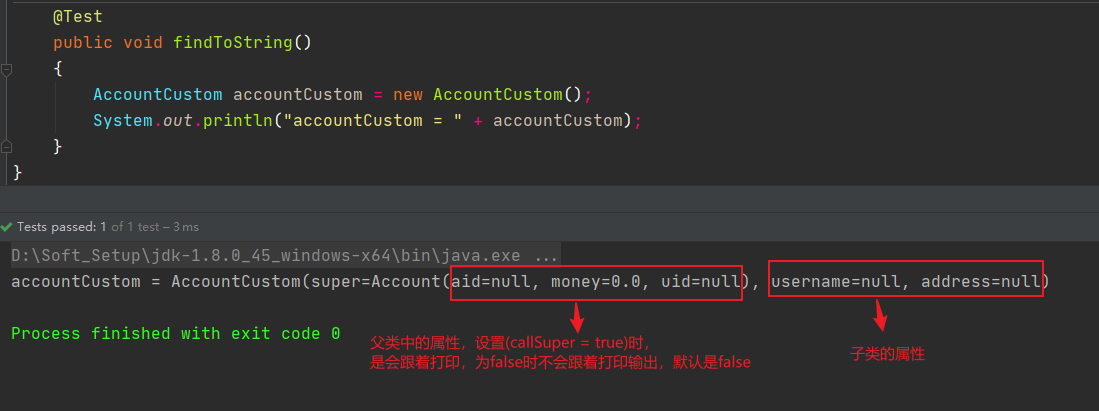 @Test
public void findToString()
{
AccountCustom accountCustom = new AccountCustom();
System.out.println("accountCustom = " + accountCustom);
}
}
Tests passed: 1 of 1 test – 3 ms
D:\Soft_Setup\jdk-1.8.0_45_windows-x64\bin\java.exe ...
accountCustom = AccountCustom(super=Account(aid=null, money=0.0, uid=null), username=null, address=null)
Process finished with exit code 0
父类中的属性，设置(callSuper = true)时，
是会跟着打印，为false时不会跟着打印输出，默认是false
子类的属性